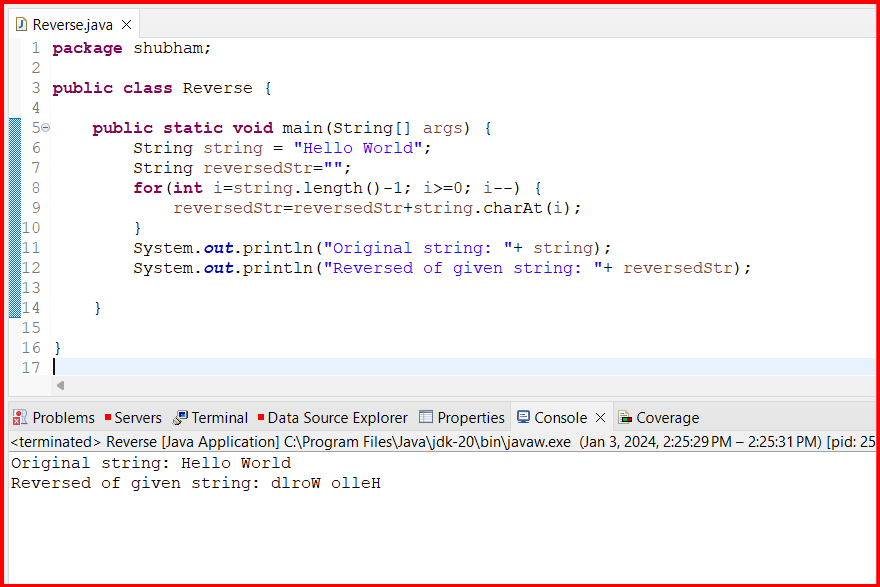 Reverse.java
1 package shubham;
2
3 public class Reverse {
4
5 public static void main(String[] args) {
6 String string = "Hello World";
7 String reversedStr="";
8 for(int i=string.length()-1; i>=0; i--) {
9 reversedStr=reversedStr+string.charAt(i);
10 }
11 System.out.println("Original string: "+ string);
12 System.out.println("Reversed of given string: "+ reversedStr);
13
14 }
15
16 }
17
Problems Servers Terminal Data Source Explorer Properties Console Coverage
<terminated> Reverse [Java Application] C:\Program Files\Java\jdk-20\bin\javaw.exe (Jan 3, 2024, 2:25:29 PM – 2:25:31 PM) [pid: 25
Original string: Hello World
Reversed of given string: dlroW olleH